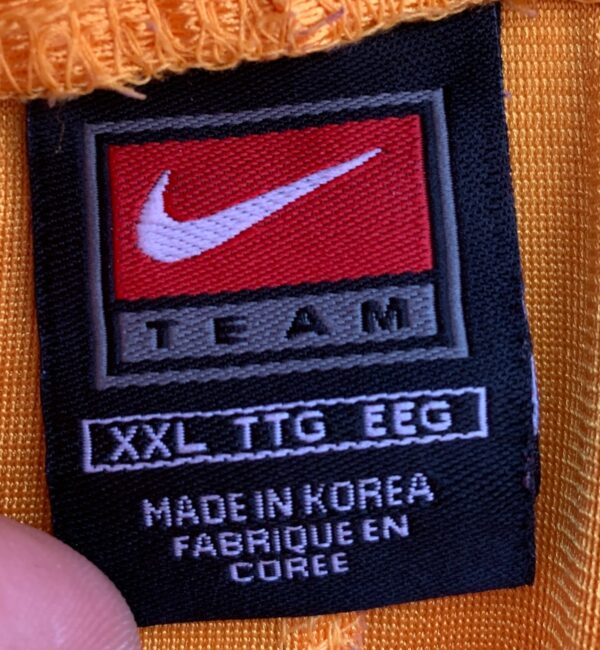 TEAM
XXL TTG EEG
MADE IN KOREA
FABRIQUE EN
COREE